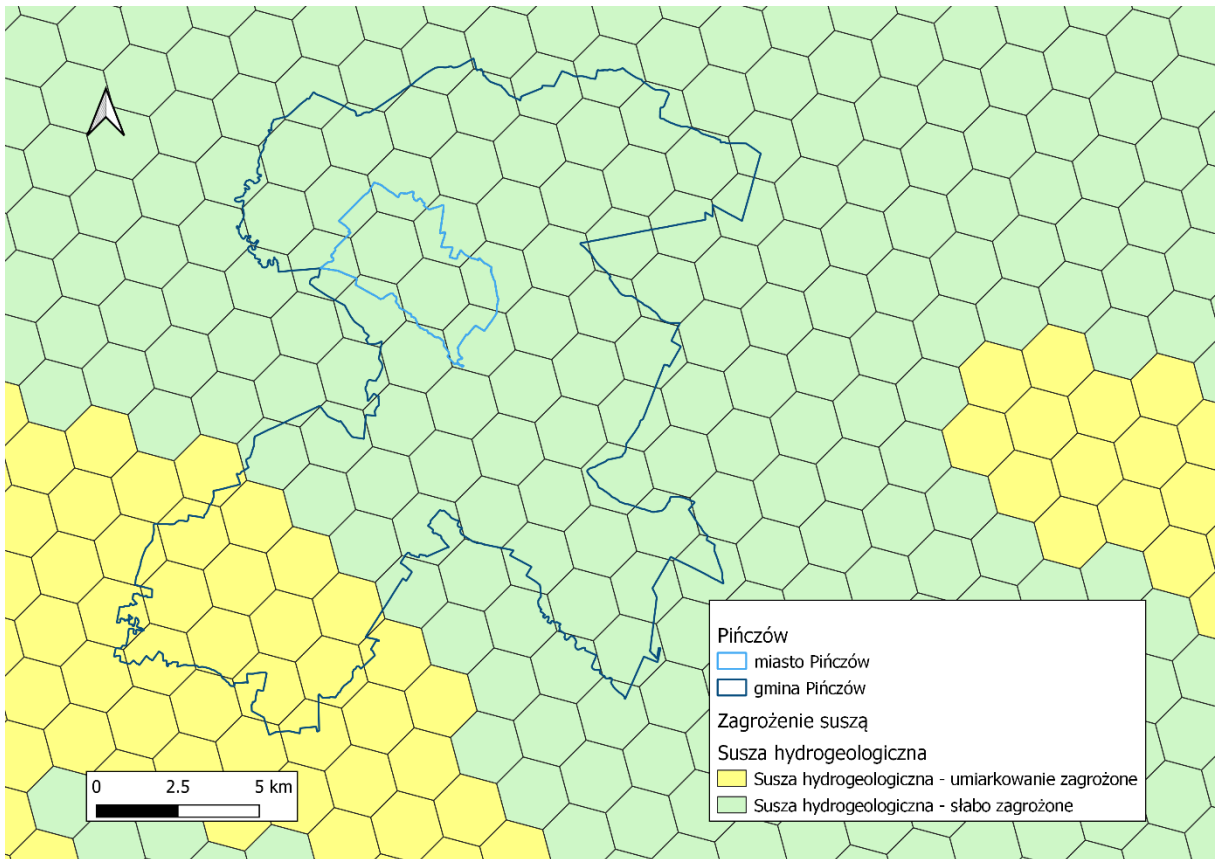 Pińczów
miasto Pińczów
gmina Pińczów
Zagrożenie suszą
Susza hydrogeologiczna
Susza hydrogeologiczna - umiarkowanie zagrożone
Susza hydrogeologiczna - słabo zagrożone
0 2.5 5 km